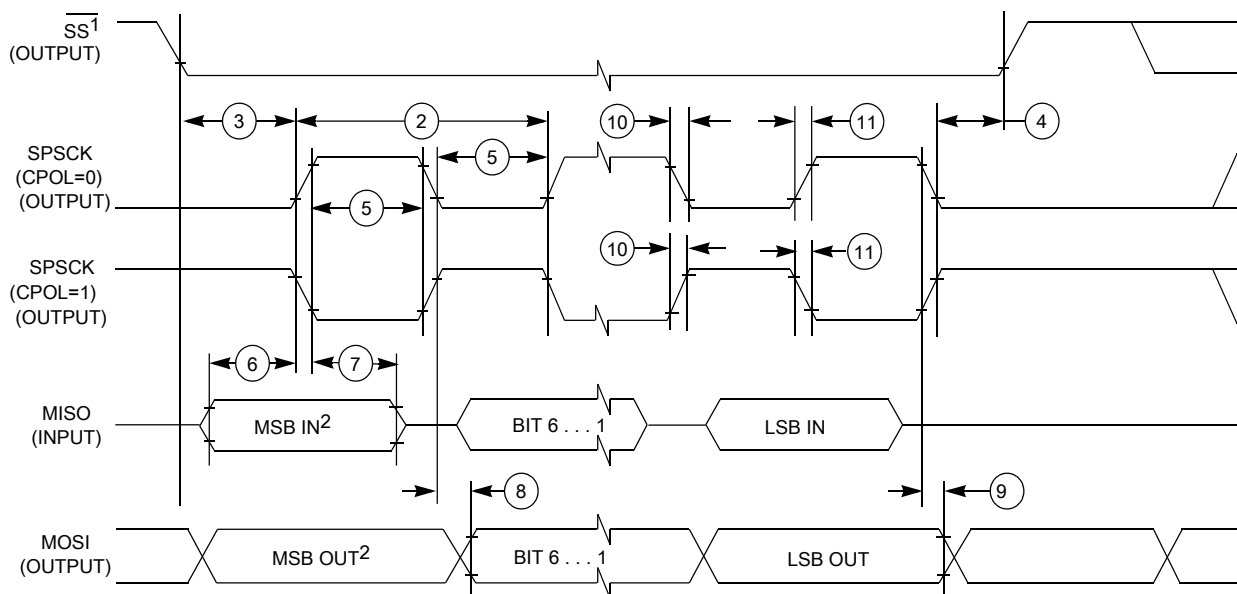 SS1
(OUTPUT)
3
2
10
11
4
SPSCK
(CPOL=0)
(OUTPUT)
5
5
SPSCK
(CPOL=1)
(OUTPUT)
10
11
6
7
MISO
(INPUT)
MSB IN2
BIT 6 . . . 1
LSB IN
8
9
MOSI
(OUTPUT)
MSB OUT2
BIT 6 . . . 1
LSB OUT